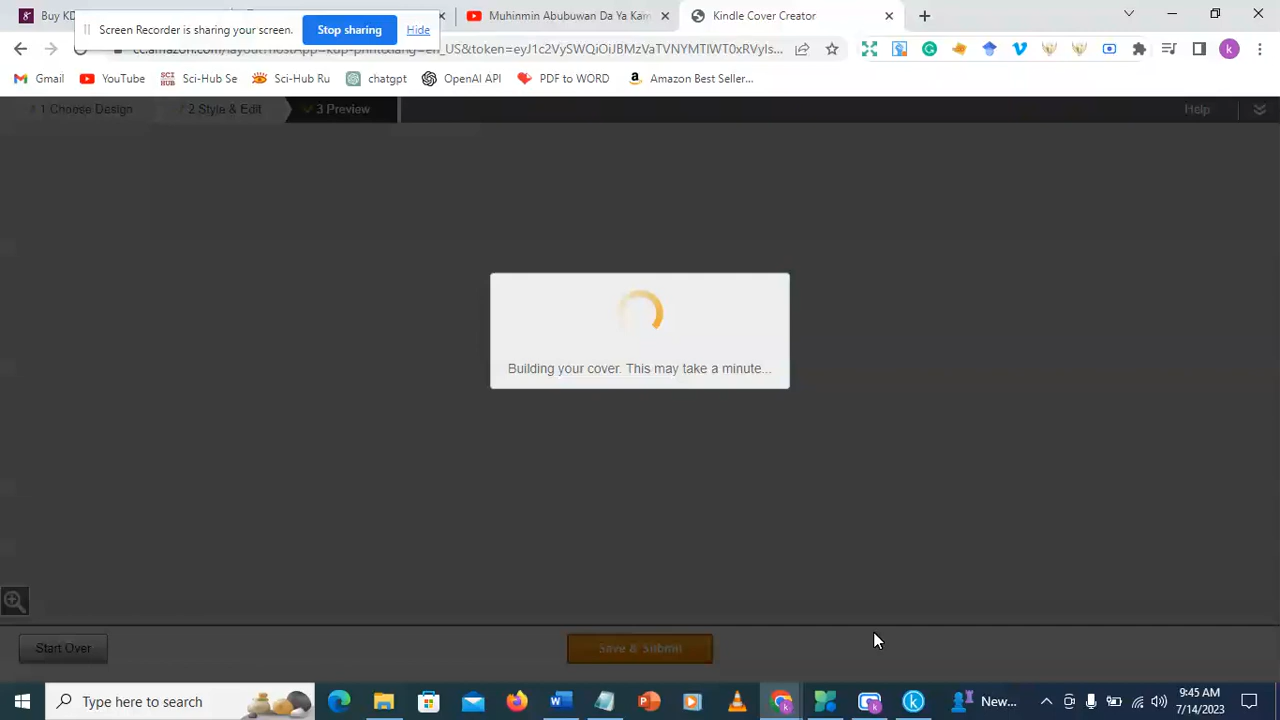 Buy KD
Muhinmin Abubuwan Da Ya Kam
Kindle Cover Creator
Screen Recorder is sharing your screen.
Stop sharing
Hide
Gmail
YouTube
SCI HUB
Sci-Hub Se
Sci-Hub Ru
chatgpt
OpenAI API
PDF to WORD
Amazon Best Seller...
1 Choose Design
2 Style & Edit
3 Preview
Help
Building your cover. This may take a minute...
Start Over
Save & Submit
Type here to search
New...
9:45 AM
7/14/2023